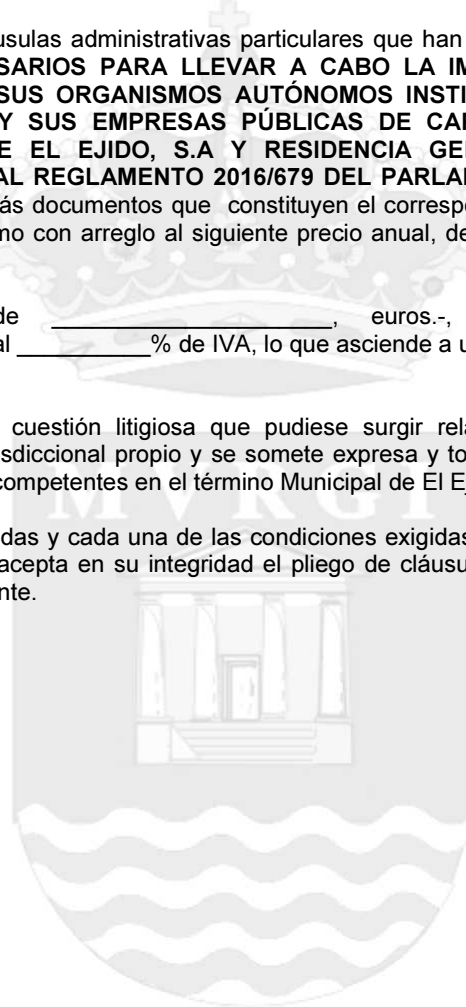 usulas administrativas particulares que han
SARIOS PARA LLEVAR A CABO LA IM
SUS ORGANISMOS AUTÓNOMOS INSTI
Y SUS EMPRESAS PÚBLICAS DE CA
E EL EJIDO, S.A Y RESIDENCIA GE
AL REGLAMENTO 2016/679 DEL PARLA
ás documentos que constituyen el correspo
mo con arreglo al siguiente precio anual, de
de ______________________, euros.-,
al __________% de IVA, lo que asciende a u
cuestión litigiosa que pudiese surgir rel
sdiccional propio y se somete expresa y to
competentes en el término Municipal de El E
das y cada una de las condiciones exigidas
acepta en su integridad el pliego de cláusu
nte.
MVRGI